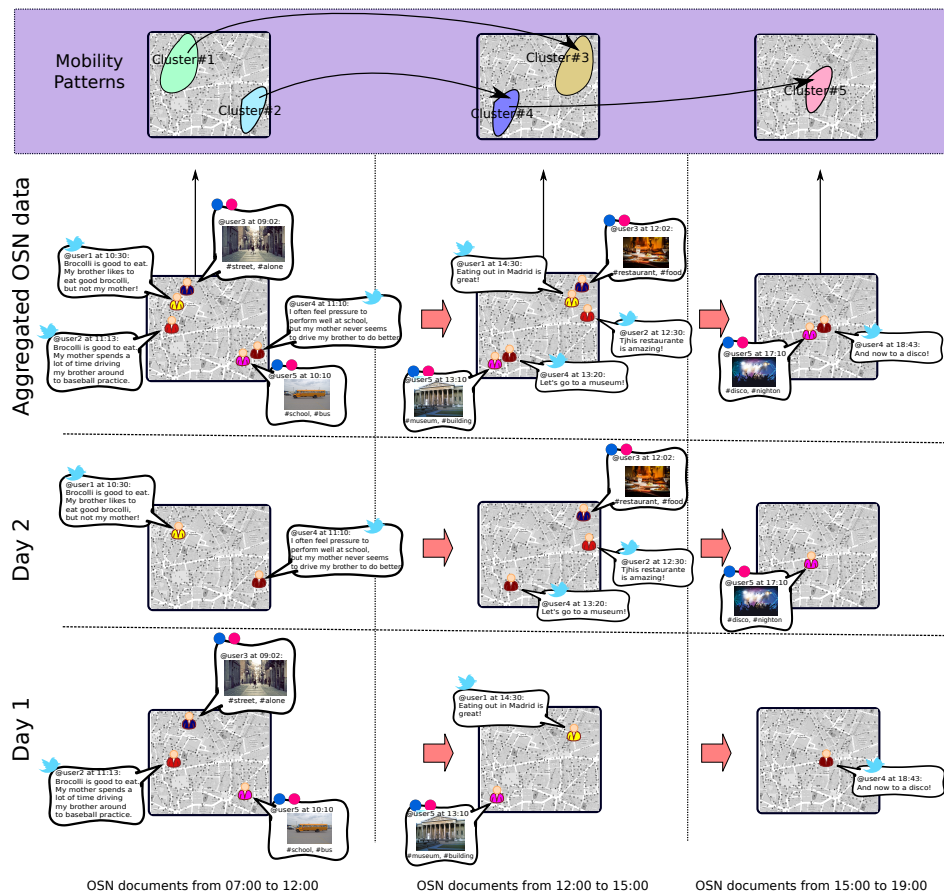 Mobility
Patterns
Cluster#1
Cluster#2
Cluster#3
Cluster#4
Cluster#5
Aggregated OSN data
@user3 at 09:02:
#street, #alone
@user1 at 10:30:
Brocolli is good to eat.
My brother likes to
eat good brocolli,
but not my mother!
@user2 at 11:13:
Brocolli is good to eat.
My mother spends a
lot of time driving
my brother around
to baseball practice.
@user4 at 11:10:
I often feel pressure to
perform well at school,
but my mother never seems
to drive my brother to do better
@user5 at 10:10
#school, #bus
@user1 at 14:30:
Eating out in Madrid is
great!
@user3 at 12:02:
#restaurant, #food
@user2 at 12:30:
Tjhis restaurante
is amazing!
@user4 at 13:20:
Let's go to a museum!
@user5 at 13:10
#museum, #building
@user5 at 17:10
#disco, #nighton
@user4 at 18:43:
And now to a disco!
Day 2
@user1 at 10:30:
Brocolli is good to eat.
My brother likes to
eat good brocolli,
but not my mother!
@user4 at 11:10:
I often feel pressure to
perform well at school,
but my mother never seems
to drive my brother to do better
@user3 at 12:02:
#restaurant, #food
@user2 at 12:30:
Tjhis restaurante
is amazing!
@user4 at 13:20:
Let's go to a museum!
@user5 at 17:10
#disco, #nighton
Day 1
@user3 at 09:02:
#street, #alone
@user2 at 11:13:
Brocolli is good to eat.
My mother spends a
lot of time driving
my brother around
to baseball practice.
@user5 at 10:10
#school, #bus
@user1 at 14:30:
Eating out in Madrid is
great!
@user5 at 13:10
#museum, #building
@user4 at 18:43:
And now to a disco!
OSN documents from 07:00 to 12:00
OSN documents from 12:00 to 15:00
OSN documents from 15:00 to 19:00